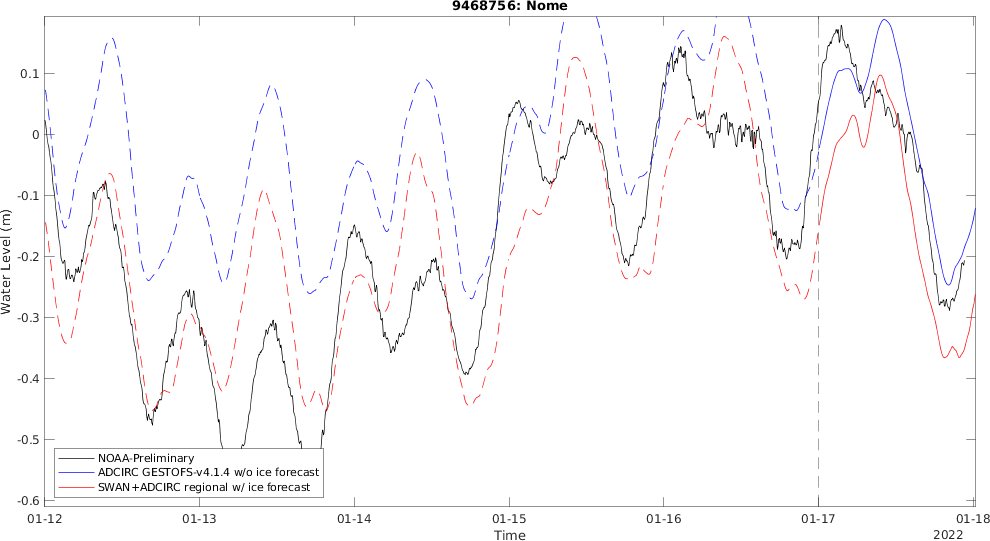 9468756: Nome
Water Level (m)
0.1
0
-0.1
-0.2
-0.3
-0.4
-0.5
-0.6
NOAA-Preliminary
ADCIRC GESTOFS-v4.1.4 w/o ice forecast
SWAN+ADCIRC regional w/ ice forecast
01-12 01-13 01-14 01-15 01-16 01-17 01-18
Time
2022